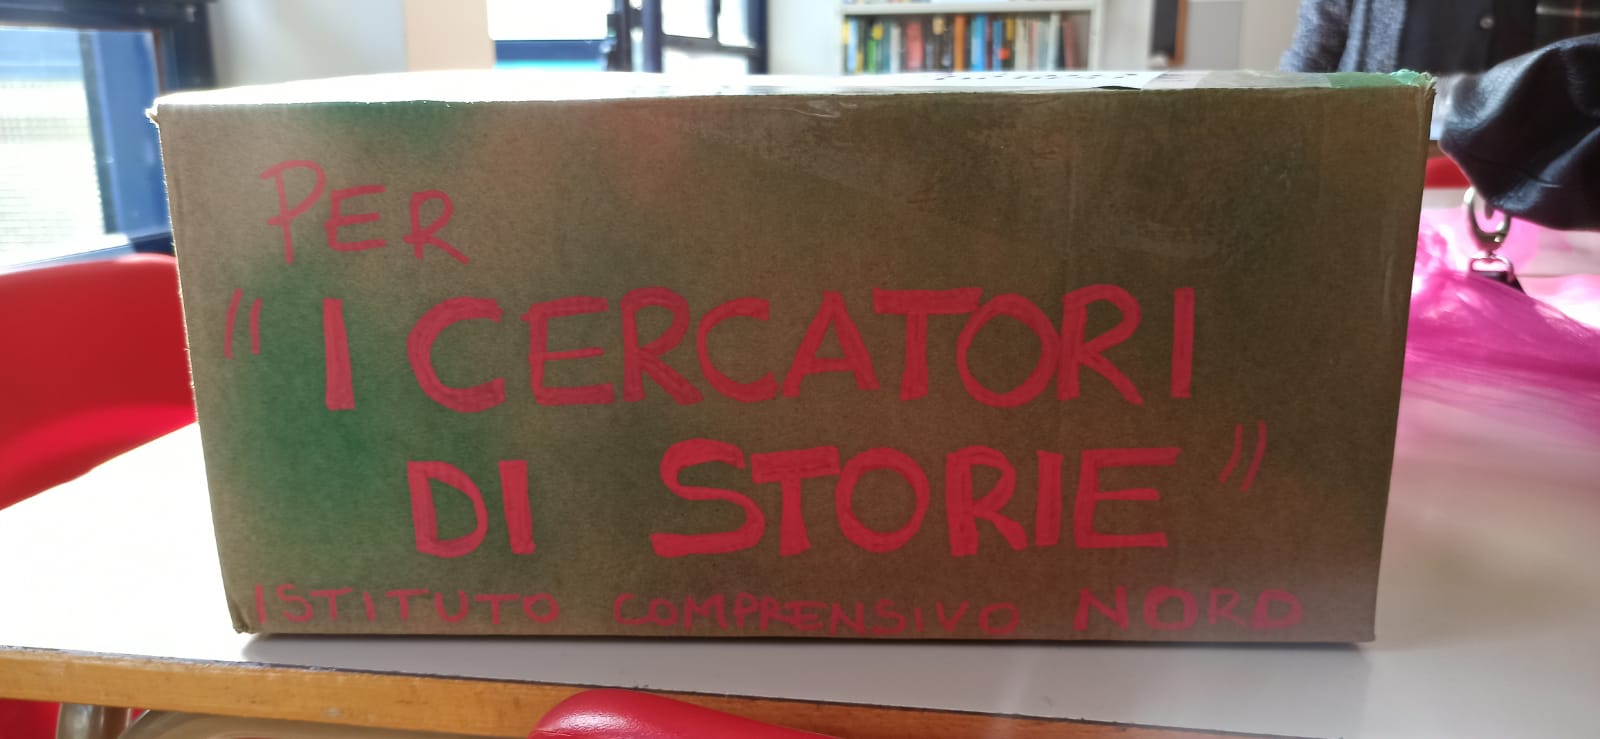 PER
"I CERCATORI
DI STORIE"
ISTITUTO COMPRENSIVO NORD